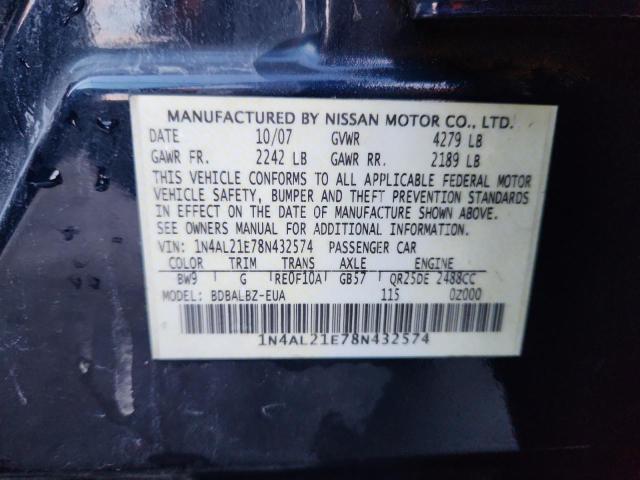 MANUFACTURED BY NISSAN MOTOR CO., LTD.
DATE 10/07 GVWR 4279 LB
GAWR FR. 2242 LB GAWR RR. 2189 LB
THIS VEHICLE CONFORMS TO ALL APPLICABLE FEDERAL MOTOR
VEHICLE SAFETY, BUMPER AND THEFT PREVENTION STANDARDS
IN EFFECT ON THE DATE OF MANUFACTURE SHOWN ABOVE.
SEE OWNERS MANUAL FOR ADDITIONAL INFORMATION.
VIN: 1N4AL21E78N432574 PASSENGER CAR
COLOR TRIM TRANS AXLE ENGINE
BW9 G RE0F10A GB57 QR25DE 2488CC
MODEL: BDBALBZ-EUA 115 0Z000
1N4AL21E78N432574